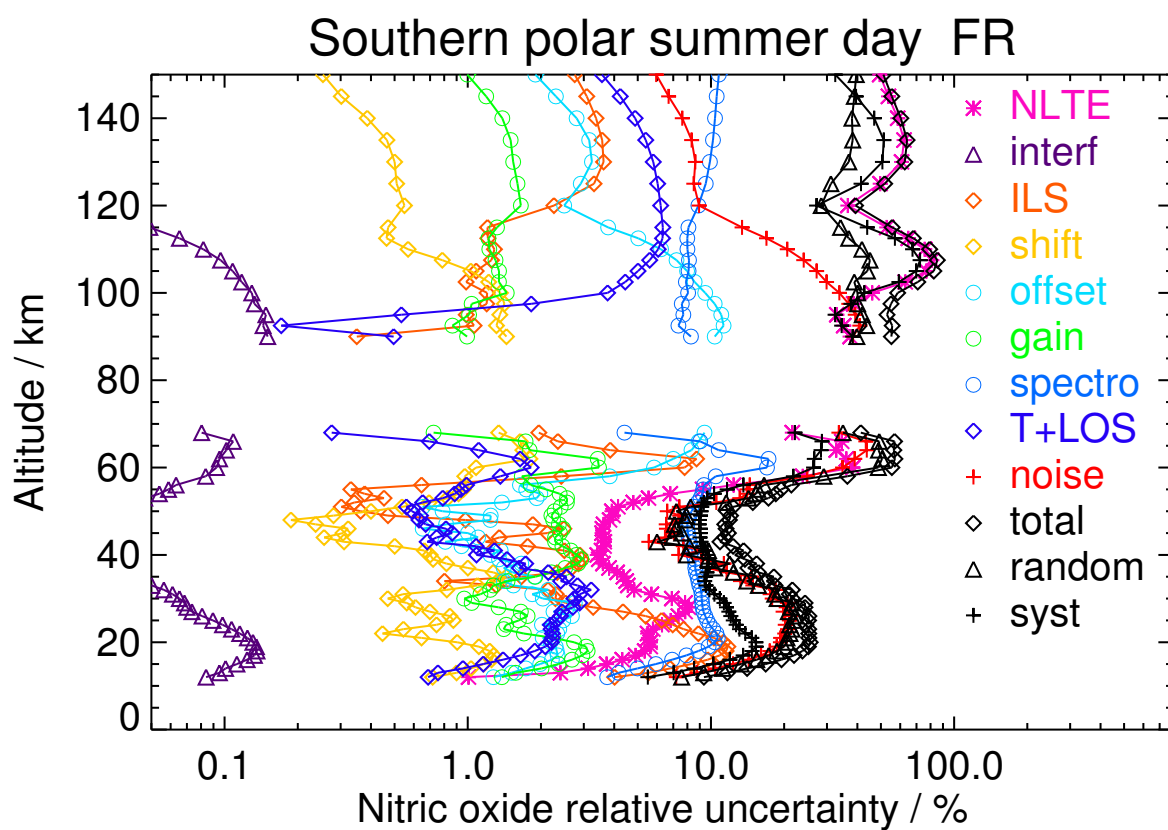 Southern polar summer day FR
Altitude / km
140
120
100
80
60
40
20
0
0.1 1.0 10.0 100.0
Nitric oxide relative uncertainty / %
NLTE
interf
ILS
shift
offset
gain
spectro
T+LOS
noise
total
random
syst